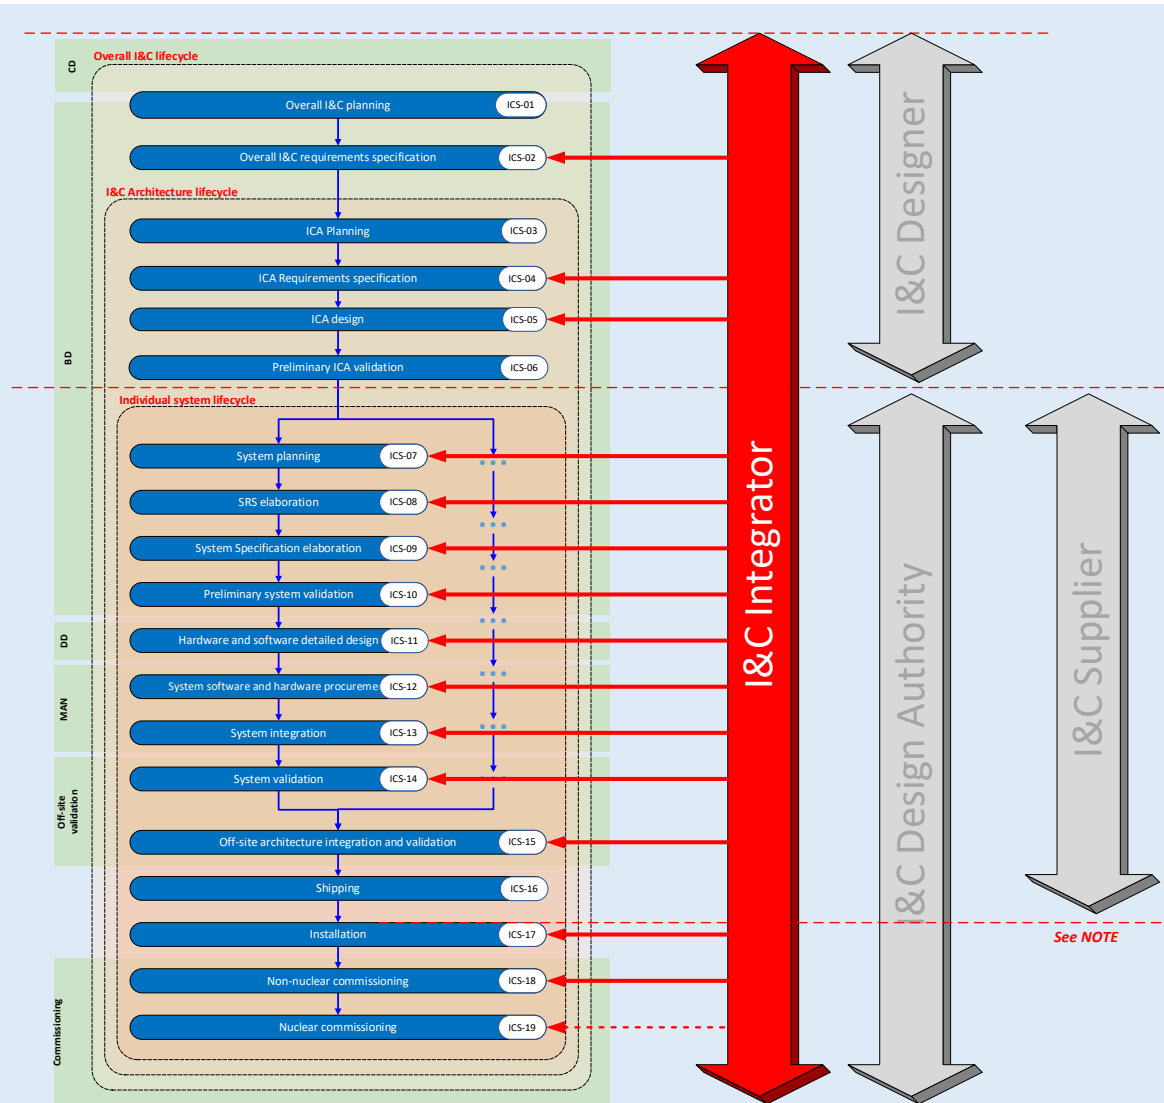 CD
Overall I&C lifecycle
Overall I&C planning ICS-01
Overall I&C requirements specification ICS-02
I&C Architecture lifecycle
ICA Planning ICS-03
ICA Requirements specification ICS-04
ICA design ICS-05
BD
Preliminary ICA validation ICS-06
Individual system lifecycle
System planning ICS-07
SRS elaboration ICS-08
System Specification elaboration ICS-09
Preliminary system validation ICS-10
DD
Hardware and software detailed design ICS-11
MAN
System software and hardware procureme ICS-12
System integration ICS-13
Off-site
validation
System validation ICS-14
Off-site architecture integration and validation ICS-15
Shipping ICS-16
Installation ICS-17
Commissioning
Non-nuclear commissioning ICS-18
Nuclear commissioning ICS-19
I&C Integrator
I&C Designer
I&C Design Authority
I&C Supplier
See NOTE